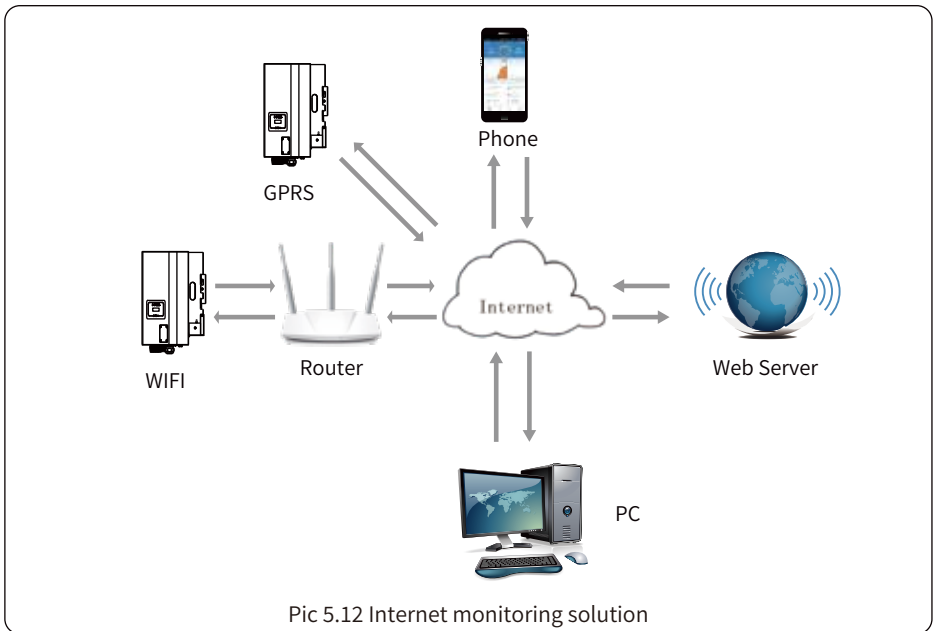 Phone
GPRS
Internet
WIFI
Router
Web Server
PC
Pic 5.12 Internet monitoring solution